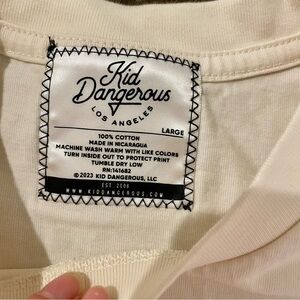 Kid
Dangerous
LOS ANGELES
LARGE
100% COTTON
MADE IN NICARAGUA
MACHINE WASH WARM WITH LIKE COLORS
TURN INSIDE OUT TO PROTECT PRINT
TUMBLE DRY LOW
RN:141682
©2023 KID DANGEROUS, LLC
EST 2006
WWW.KIDDANGEROUS.COM